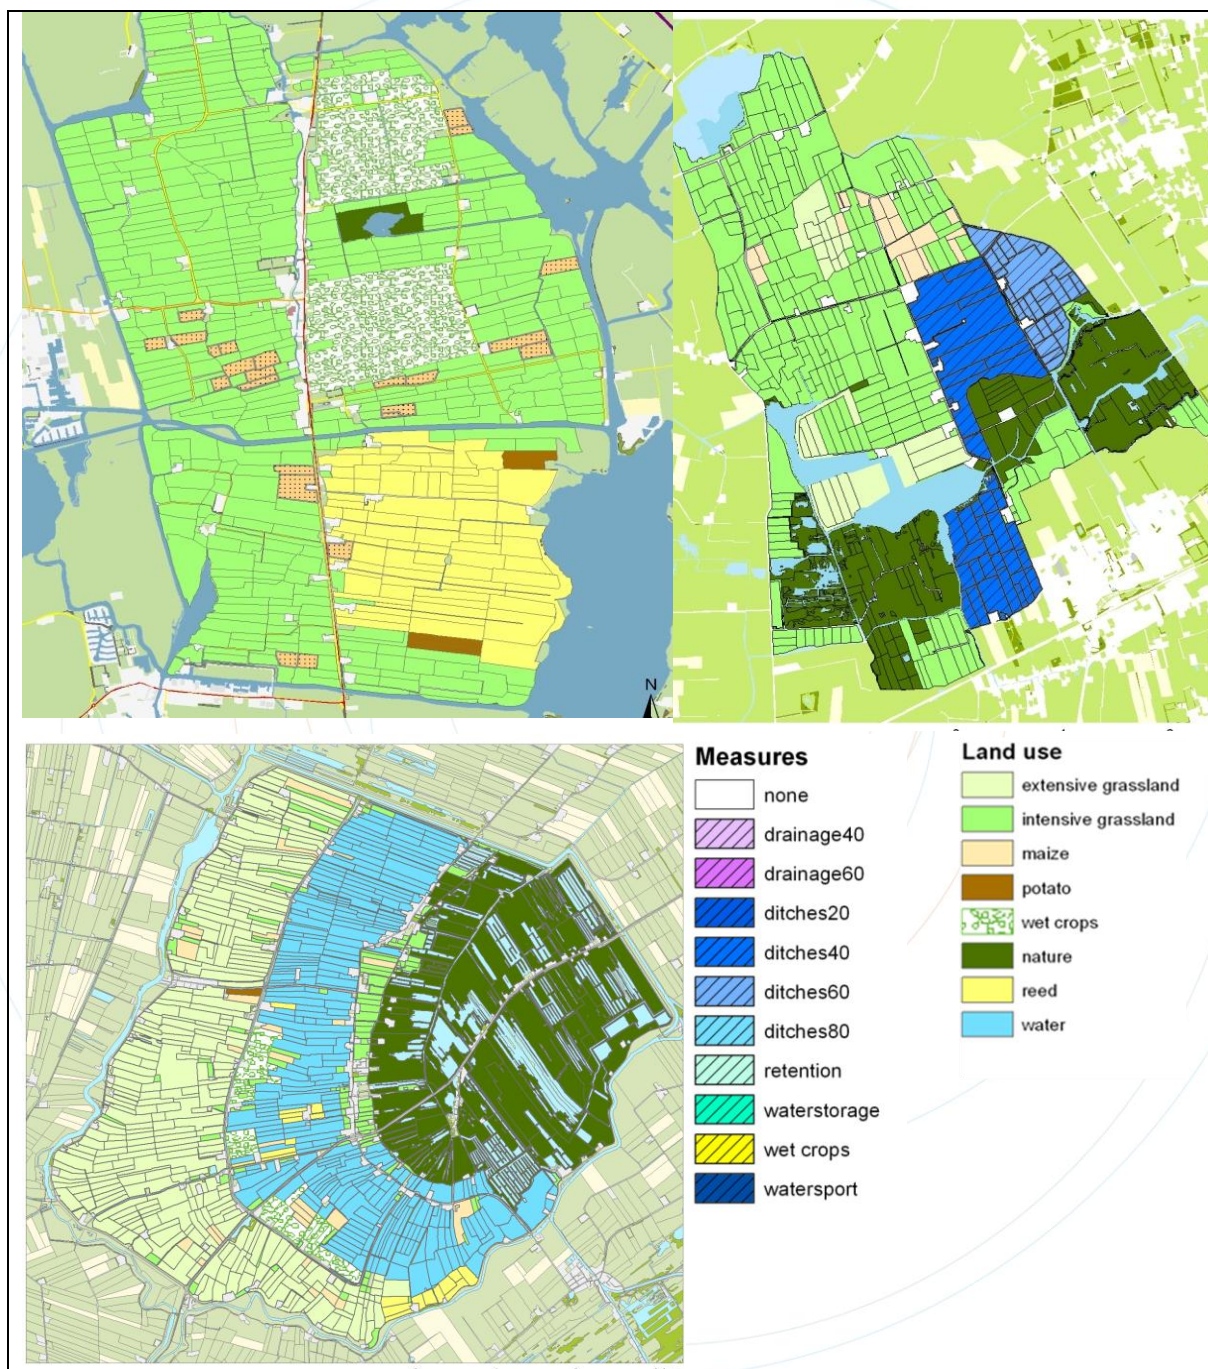 N
Measures
none
drainage40
drainage60
ditches20
ditches40
ditches60
ditches80
retention
waterstorage
wet crops
watersport
Land use
extensive grassland
intensive grassland
maize
potato
wet crops
nature
reed
water